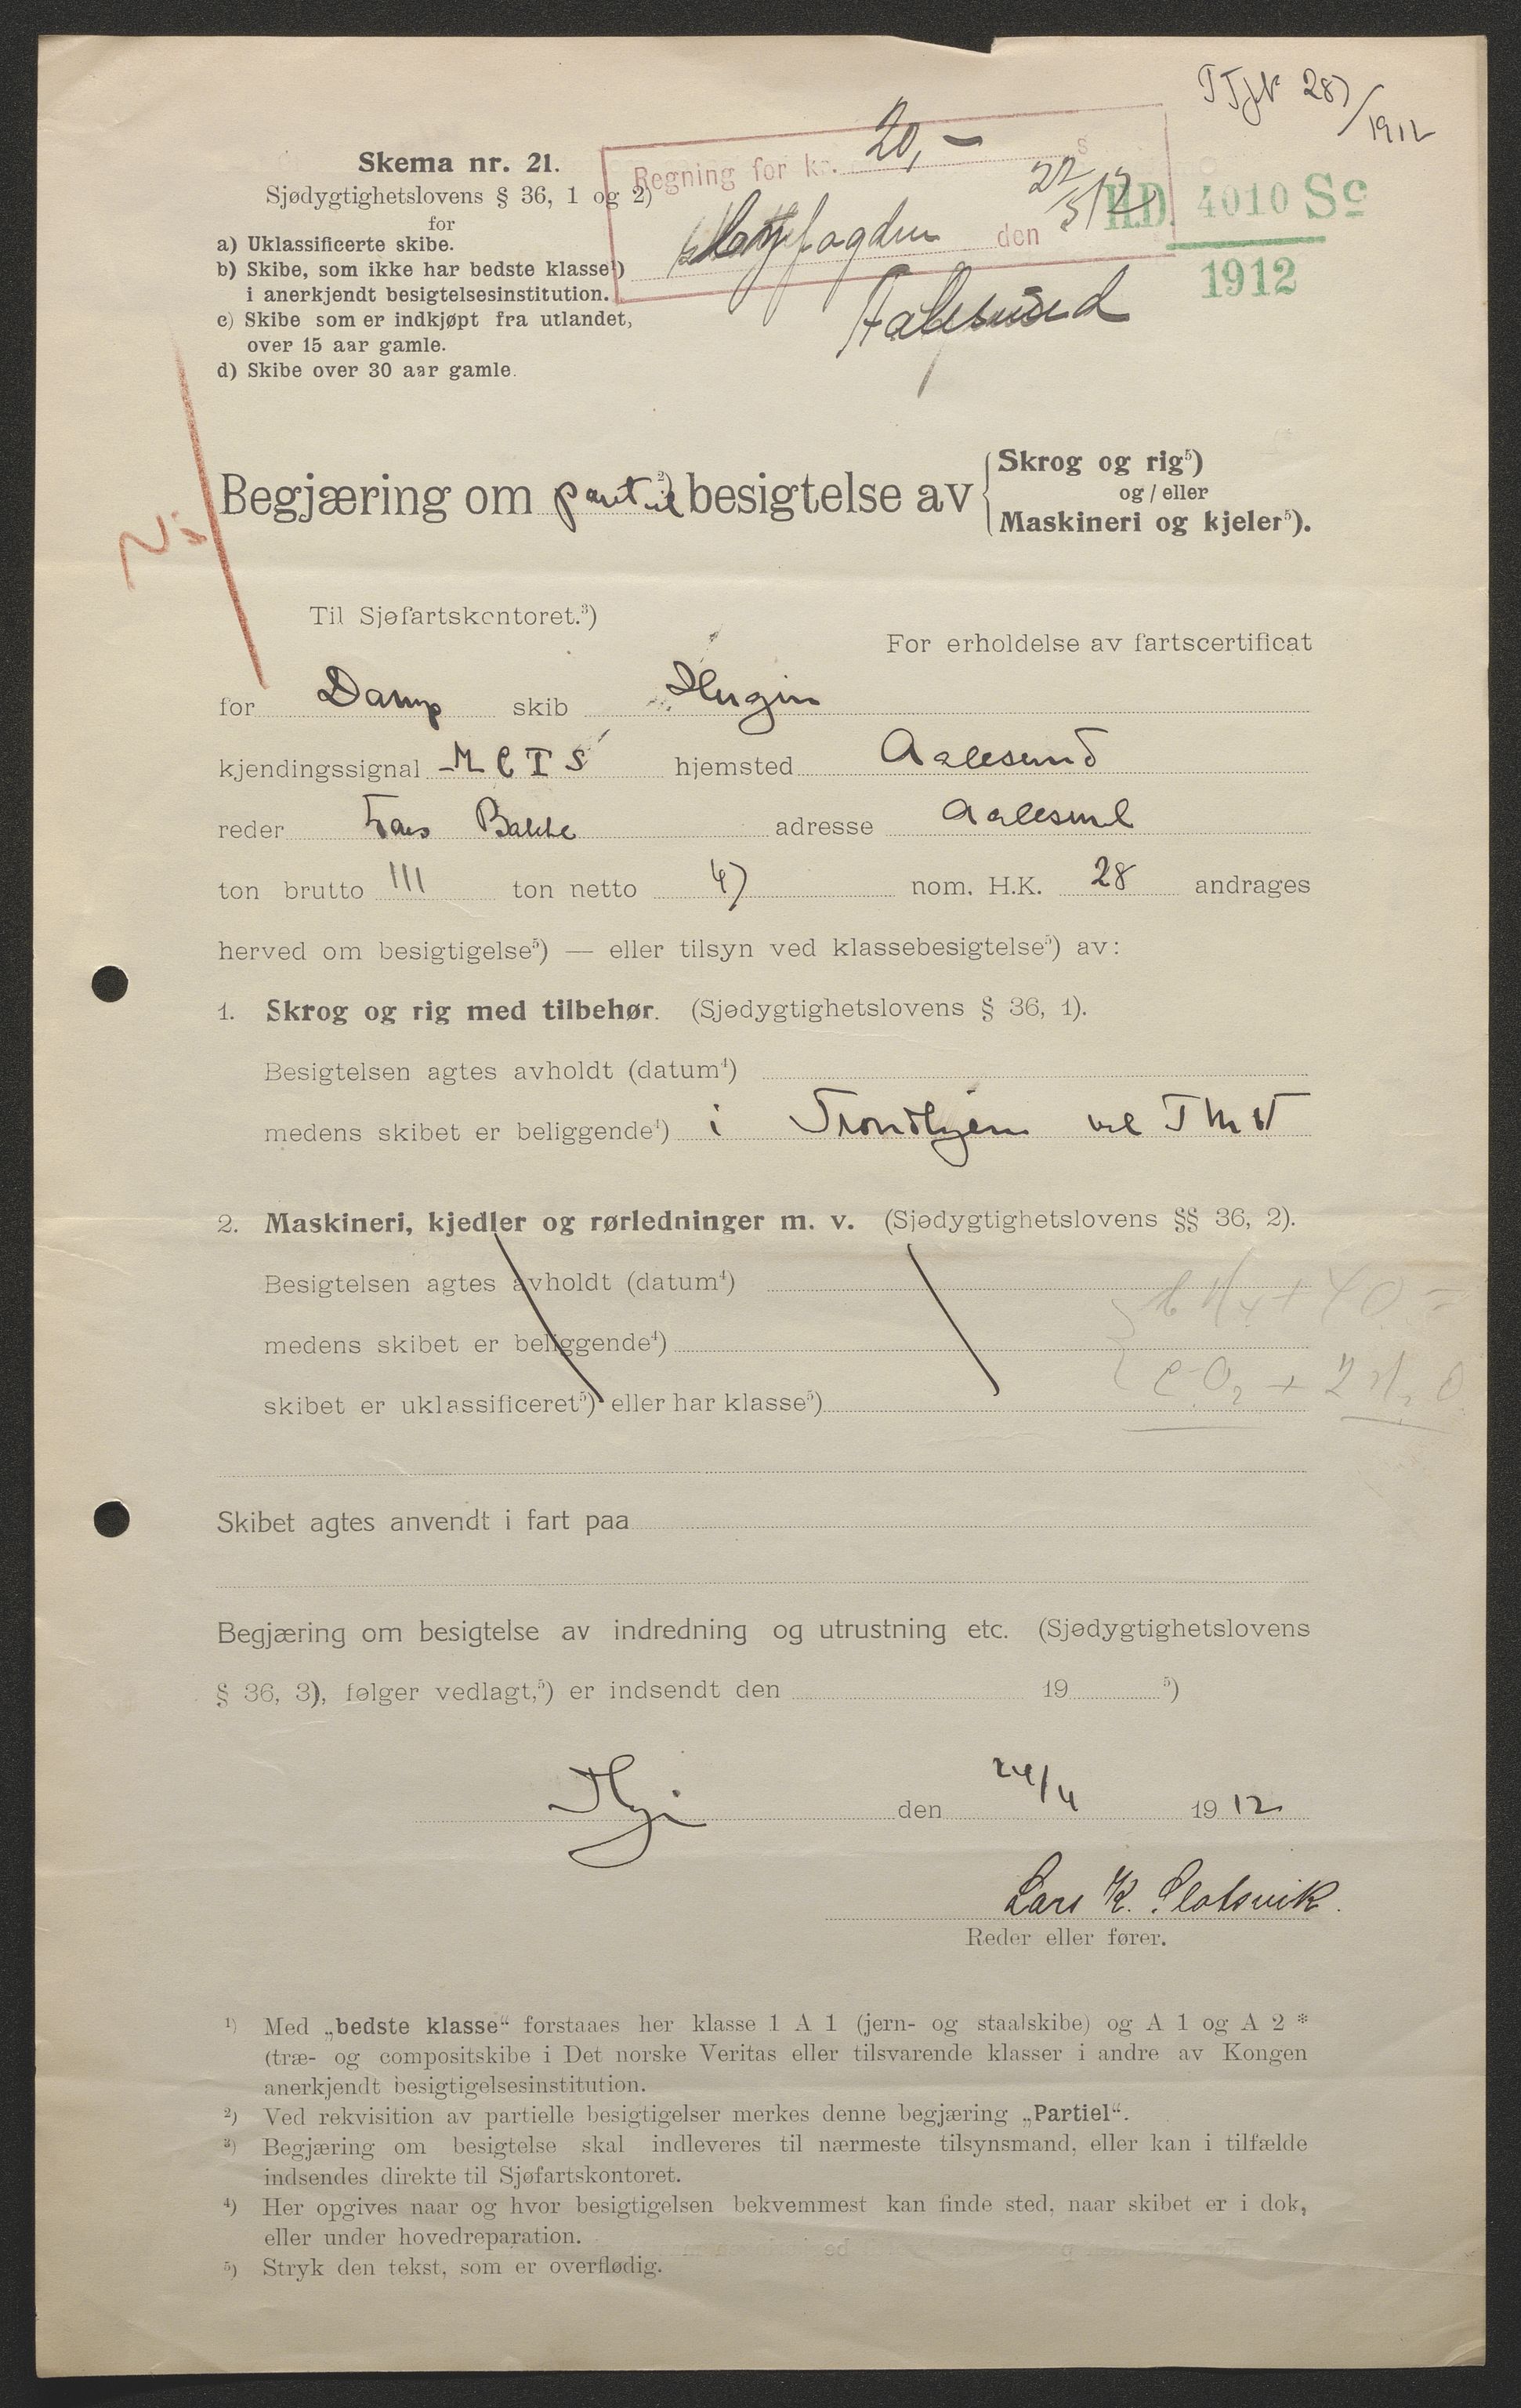 TTjk 287/1912
Skema nr. 21.
Sjødygtighetslovens § 36, 1 og 2)
for
a) Uklassificerte skibe.
b) Skibe, som ikke har bedste klasse¹)
i anerkjendt besigtelsesinstitution.
c) Skibe som er indkjøpt fra utlandet,
over 15 aar gamle.
d) Skibe over 30 aar gamle.
Regning for kr. 20,— s
fogden den 22/5 12
Aalesund
H.D. 4010 Sc
1912
Begjæring om partiel ²) besigtelse av
Skrog og rig⁵)
og / eller
Maskineri og kjeler⁵).
Til Sjøfartskontoret.³)
For erholdelse av fartscertificat
for Damp skib Hugin
kjendingssignal MCTS hjemsted Aalesund
reder Lars Bakke adresse Aalesund
ton brutto 111 ton netto 47 nom. H.K. 28 andrages
herved om besigtigelse⁵) — eller tilsyn ved klassebesigtelse⁵) av:
1. Skrog og rig med tilbehør. (Sjødygtighetslovens § 36, 1).
Besigtelsen agtes avholdt (datum⁴)
medens skibet er beliggende⁴) i Trondhjem ved TMV
2. Maskineri, kjedler og rørledninger m. v. (Sjødygtighetslovens §§ 36, 2).
Besigtelsen agtes avholdt (datum⁴)
C H4 + 4O =
medens skibet er beliggende⁴)
CO2 + 2H2O
skibet er uklassificeret⁵) eller har klasse⁵)
Skibet agtes anvendt i fart paa
Begjæring om besigtelse av indredning og utrustning etc. (Sjødygtighetslovens
§ 36, 3), følger vedlagt,⁵) er indsendt den 19 ⁵)
den 24/4 1912
Lars K. Slotsvik.
Reder eller fører.
¹) Med „bedste klasse“ forstaaes her klasse 1 A 1 (jern- og staalskibe) og A 1 og A 2 *
(træ- og compositskibe i Det norske Veritas eller tilsvarende klasser i andre av Kongen
anerkjendt besigtigelsesinstitution.
²) Ved rekvisition av partielle besigtigelser merkes denne begjæring „Partiel“.
³) Begjæring om besigtelse skal indleveres til nærmeste tilsynsmand, eller kan i tilfælde
indsendes direkte til Sjøfartskontoret.
⁴) Her opgives naar og hvor besigtigelsen bekvemmest kan finde sted, naar skibet er i dok,
eller under hovedreparation.
⁵) Stryk den tekst, som er overflødig.